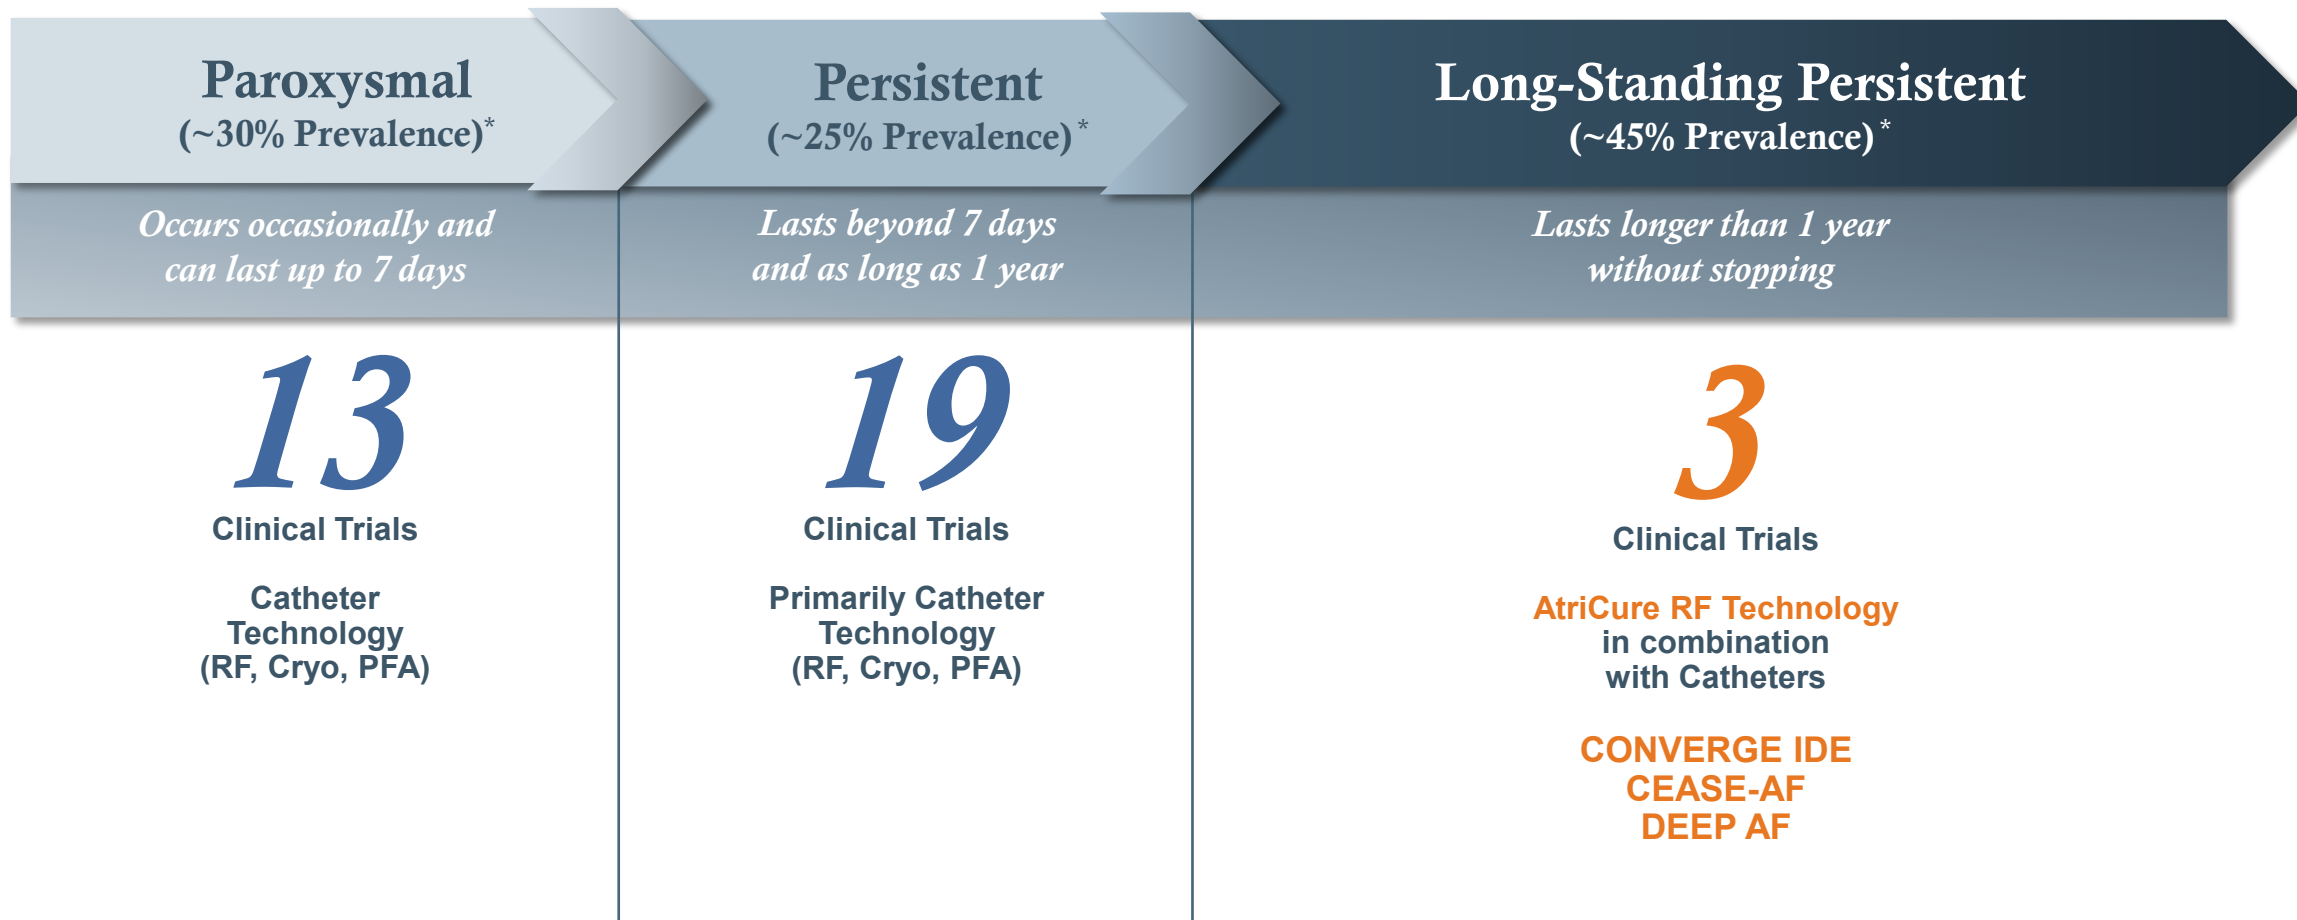 Paroxysmal
(~30% Prevalence)*
Occurs occasionally and
can last up to 7 days
13
Clinical Trials
Catheter
Technology
(RF, Cryo, PFA)
Persistent
(~25% Prevalence)*
Lasts beyond 7 days
and as long as 1 year
19
Clinical Trials
Primarily Catheter
Technology
(RF, Cryo, PFA)
Long-Standing Persistent
(~45% Prevalence)*
Lasts longer than 1 year
without stopping
3
Clinical Trials
AtriCure RF Technology
in combination
with Catheters
CONVERGE IDE
CEASE-AF
DEEP AF